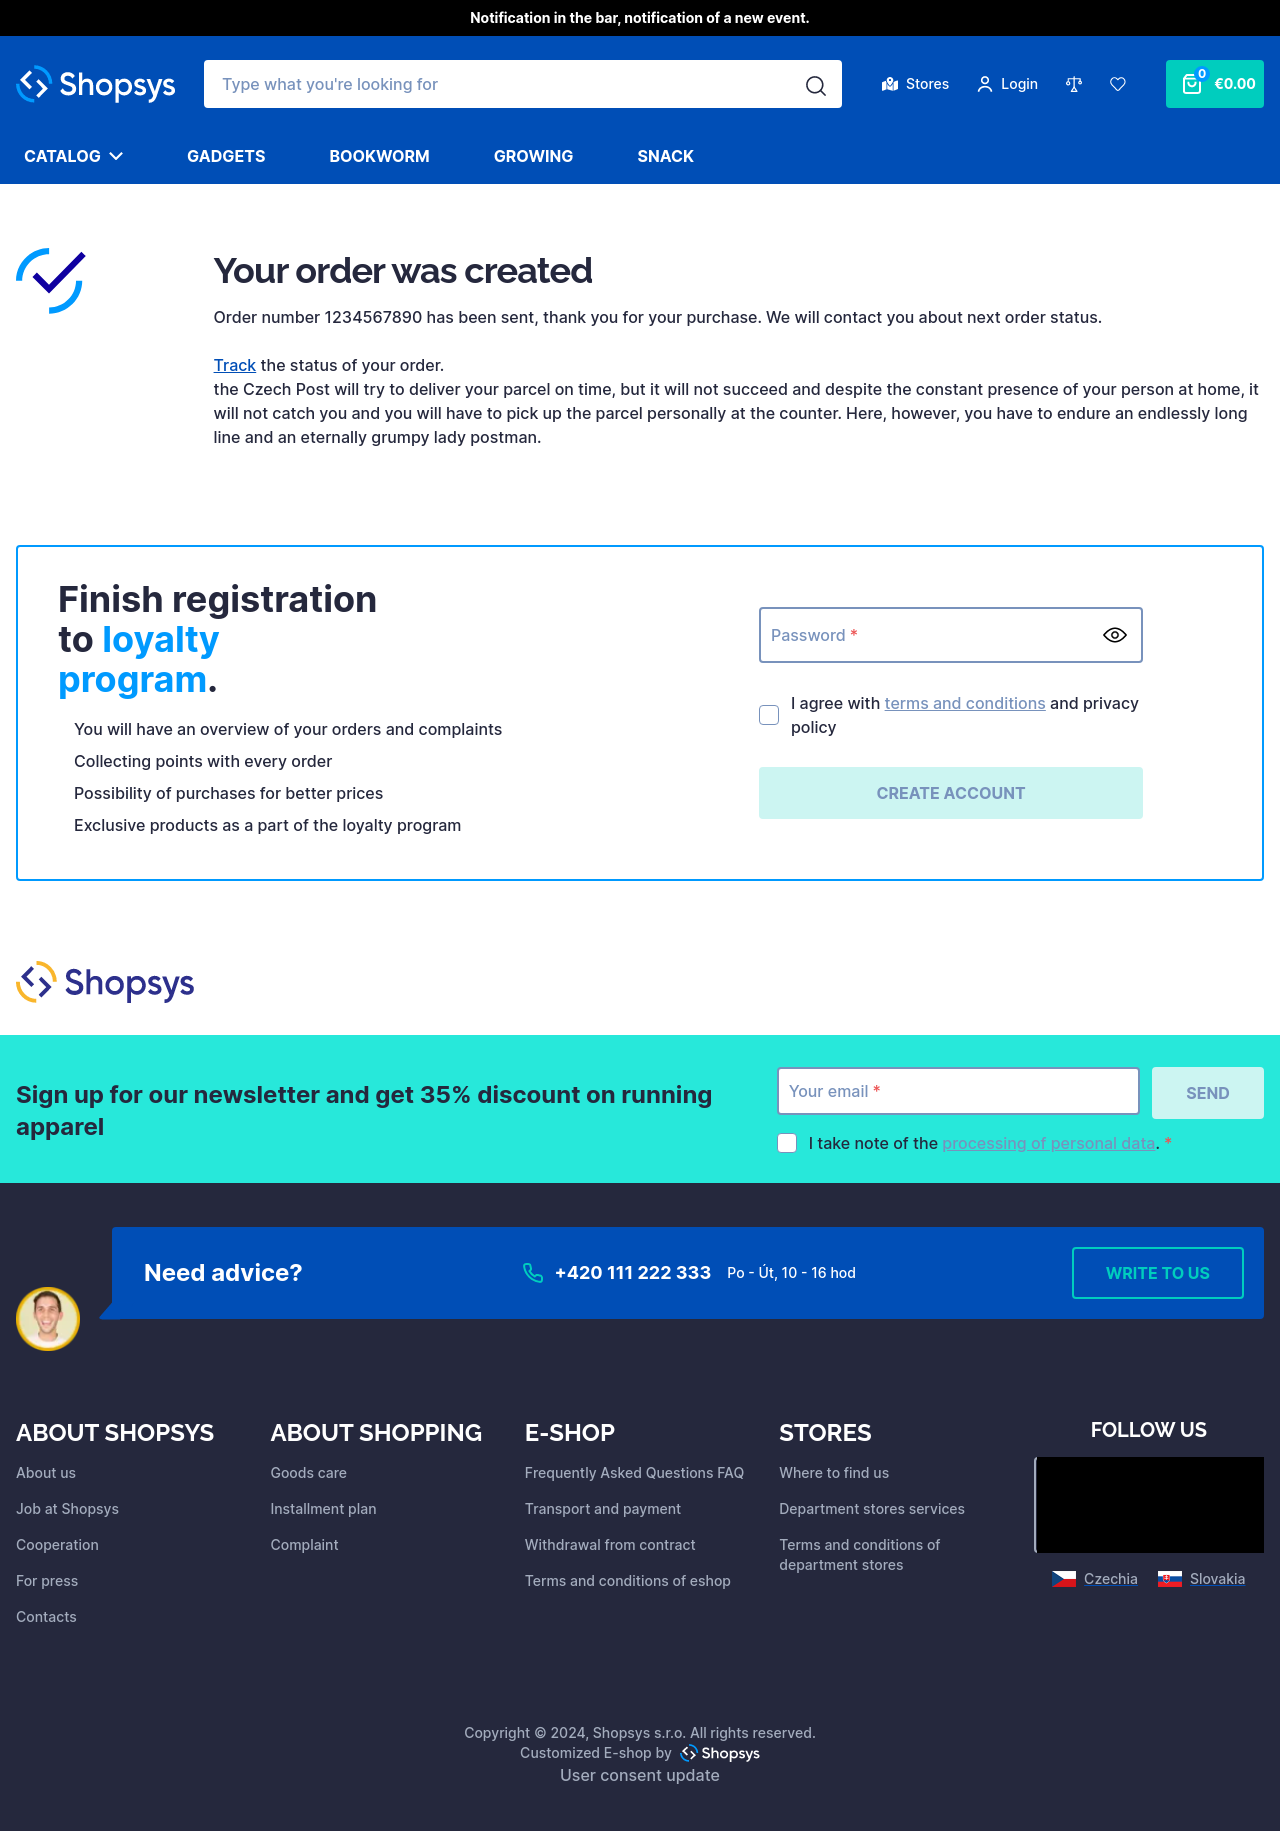 Notification in the bar, notification of a new event.
Shopsys
Type what you're looking for
Stores
Login
0
€0.00
CATALOG
GADGETS
BOOKWORM
GROWING
SNACK
Your order was created
Order number 1234567890 has been sent, thank you for your purchase. We will contact you about next order status.
Track the status of your order.
the Czech Post will try to deliver your parcel on time, but it will not succeed and despite the constant presence of your person at home, it
will not catch you and you will have to pick up the parcel personally at the counter. Here, however, you have to endure an endlessly long
line and an eternally grumpy lady postman.
Finish registration
to loyalty
program.
You will have an overview of your orders and complaints
Collecting points with every order
Possibility of purchases for better prices
Exclusive products as a part of the loyalty program
Password *
I agree with terms and conditions and privacy
policy
CREATE ACCOUNT
Shopsys
Sign up for our newsletter and get 35% discount on running
apparel
Your email *
SEND
I take note of the processing of personal data. *
Need advice?
+420 111 222 333
Po - Út, 10 - 16 hod
WRITE TO US
ABOUT SHOPSYS
About us
Job at Shopsys
Cooperation
For press
Contacts
ABOUT SHOPPING
Goods care
Installment plan
Complaint
E-SHOP
Frequently Asked Questions FAQ
Transport and payment
Withdrawal from contract
Terms and conditions of eshop
STORES
Where to find us
Department stores services
Terms and conditions of
department stores
FOLLOW US
Czechia
Slovakia
Copyright © 2024, Shopsys s.r.o. All rights reserved.
Customized E-shop by Shopsys
User consent update